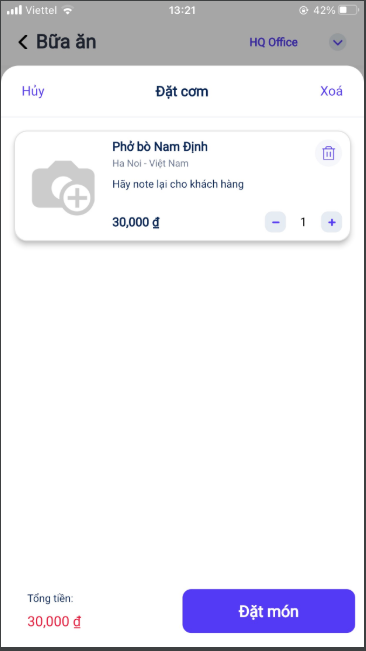 Viettel 13:21 42%
Bữa ăn HQ Office
Hủy Đặt cơm Xoá
Phở bò Nam Định
Ha Noi - Việt Nam
Hãy note lại cho khách hàng
30,000 ₫ − 1 +
Tổng tiền:
30,000 ₫
Đặt món